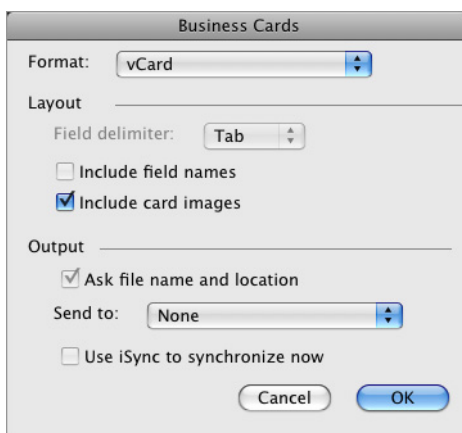 Business Cards
Format: vCard
Layout
Field delimiter: Tab
Include field names
Include card images
Output
Ask file name and location
Send to: None
Use iSync to synchronize now
Cancel OK